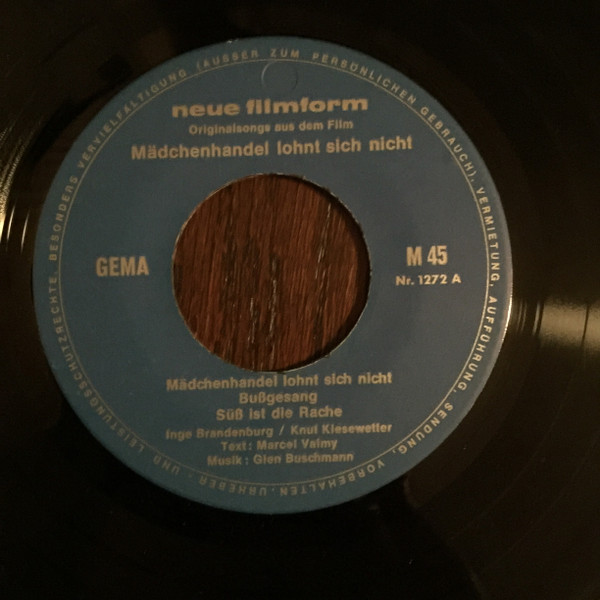 neue filmform
Originalsongs aus dem Film
Mädchenhandel lohnt sich nicht
GEMA
M 45
Nr. 1272 A
Mädchenhandel lohnt sich nicht
Bußgesang
Süß ist die Rache
Inge Brandenburg / Knut Kiesewetter
Text: Marcel Valmy
Musik: Glen Buschmann
URHEBER- UND LEISTUNGSSCHUTZRECHTE, BESONDERS VERVIELFÄLTIGUNG (AUSSER ZUM PERSÖNLICHEN GEBRAUCH), VERMIETUNG, AUFFÜHRUNG, SENDUNG, VORBEHALTEN.